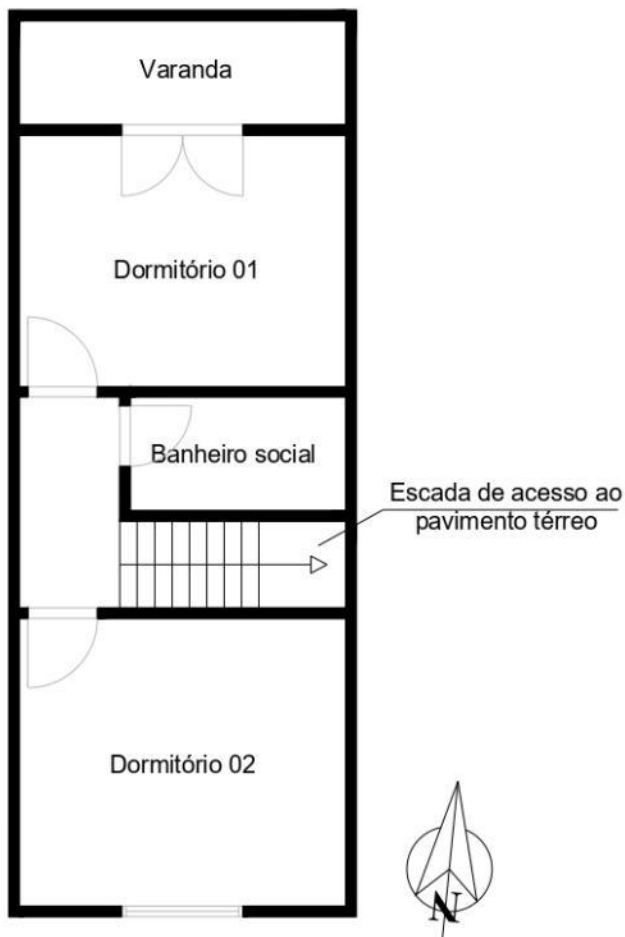 Varanda
Dormitório 01
Banheiro social
Escada de acesso ao
pavimento térreo
Dormitório 02
N